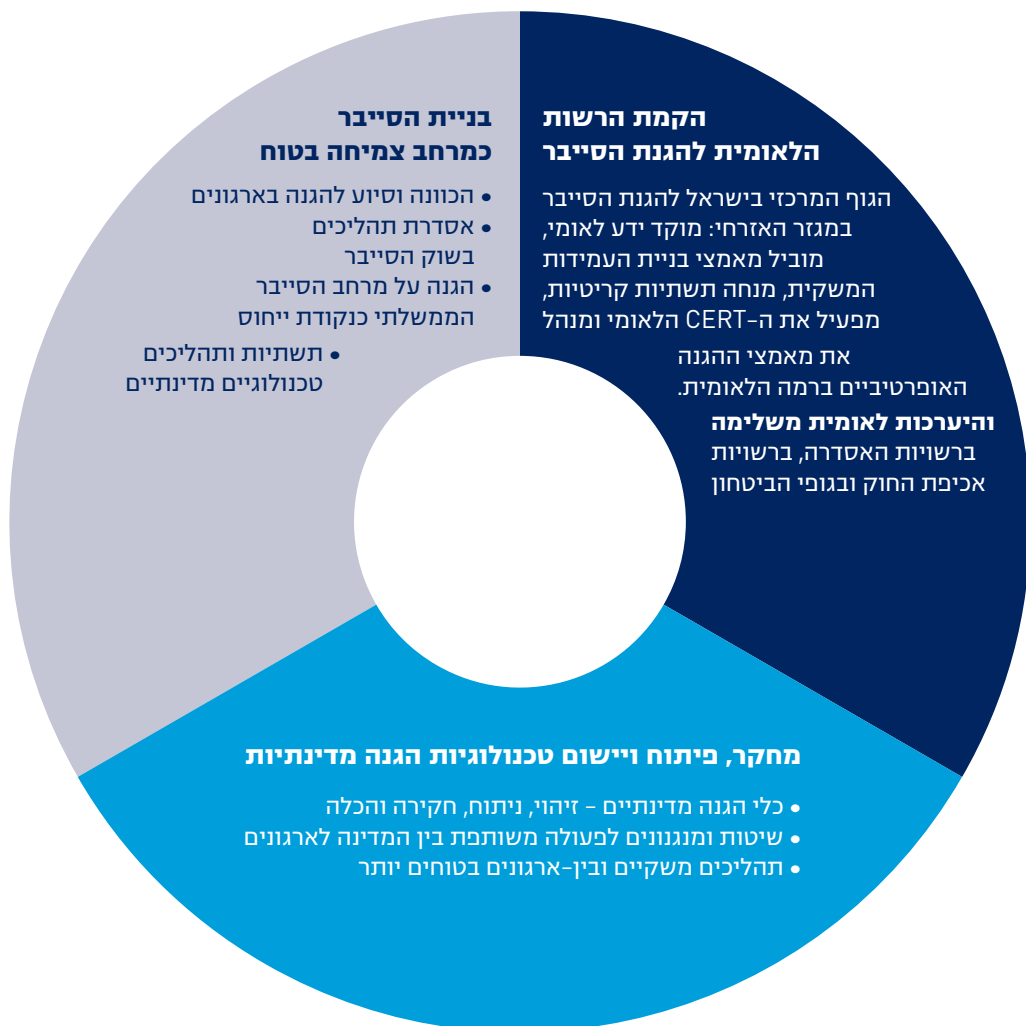 הקמת הרשות
הלאומית להגנת הסייבר
הגוף המרכזי בישראל להגנת הסייבר
במגזר האזרחי: מוקד ידע לאומי,
מוביל מאמצי בניית העמידות
המשקית, מנחה תשתיות קריטיות,
מפעיל את ה-CERT הלאומי ומנהל
את מאמצי ההגנה
האופרטיביים ברמה הלאומית.
והיערכות לאומית משלימה
ברשויות האסדרה, ברשויות
אכיפת החוק ובגופי הביטחון
בניית הסייבר
כמרחב צמיחה בטוח
• הכוונה וסיוע להגנה בארגונים
• אסדרת תהליכים
בשוק הסייבר
• הגנה על מרחב הסייבר
הממשלתי כנקודת ייחוס
• תשתיות ותהליכים
טכנולוגיים מדינתיים
מחקר, פיתוח ויישום טכנולוגיות הגנה מדינתיות
• כלי הגנה מדינתיים - זיהוי, ניתוח, חקירה והכלה
• שיטות ומנגנונים לפעולה משותפת בין המדינה לארגונים
• תהליכים משקיים ובין-ארגונים בטוחים יותר